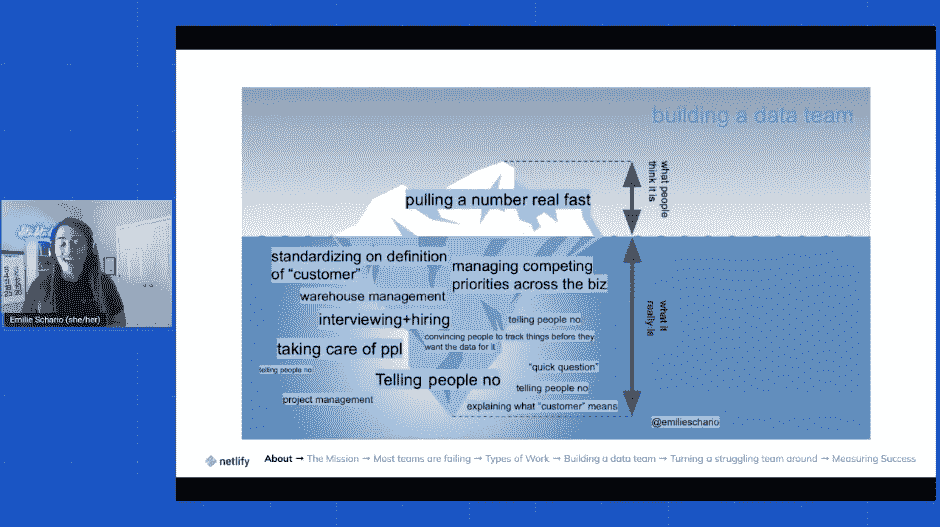 building a data team
what people
think it is
pulling a number real fast
standardizing on definition
of “customer”
managing competing
priorities across the biz
warehouse management
what it
really is
interviewing+hiring
telling people no
convincing people to track things before they
want the data for it
taking care of ppl
telling people no
“quick question”
Telling people no
telling people no
project management
explaining what “customer” means
@emilieschario
Emilie Schario (she/her)
netlify
About → The Mission → Most teams are failing → Types of Work → Building a data team → Turning a struggling team around → Measuring Success